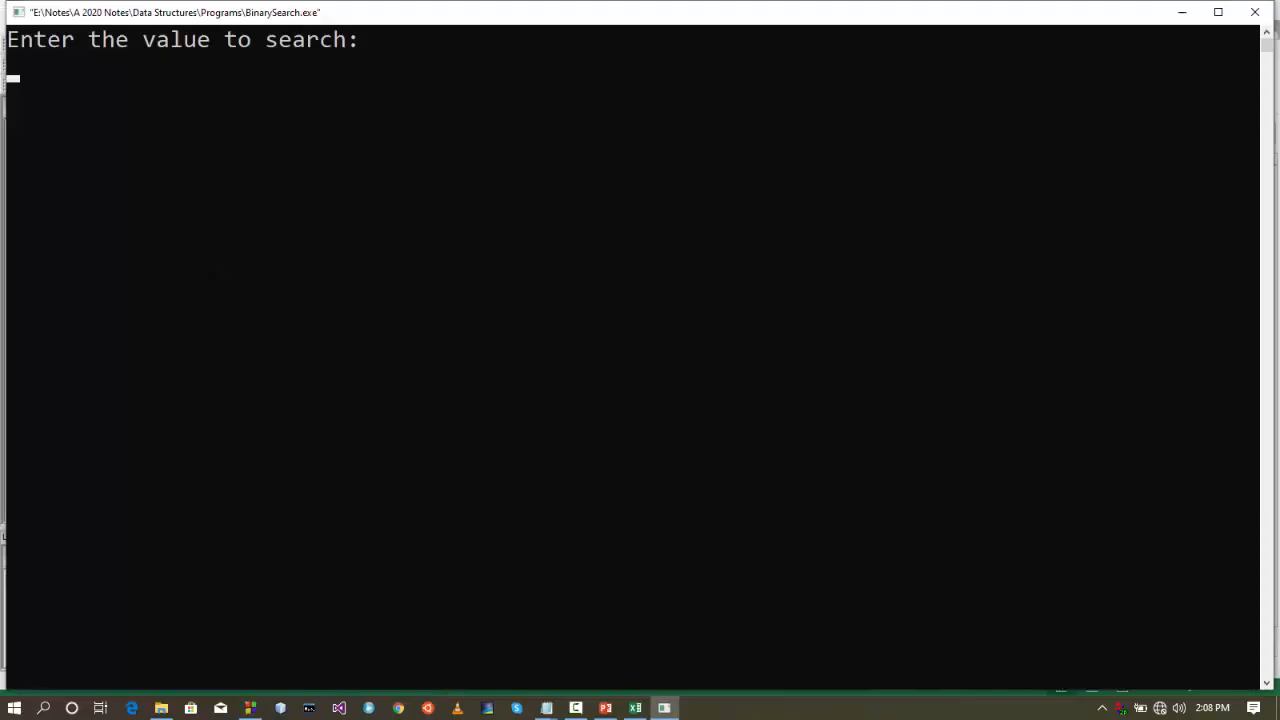 "E:\Notes\A 2020 Notes\Data Structures\Programs\BinarySearch.exe"
Enter the value to search:
2:08 PM